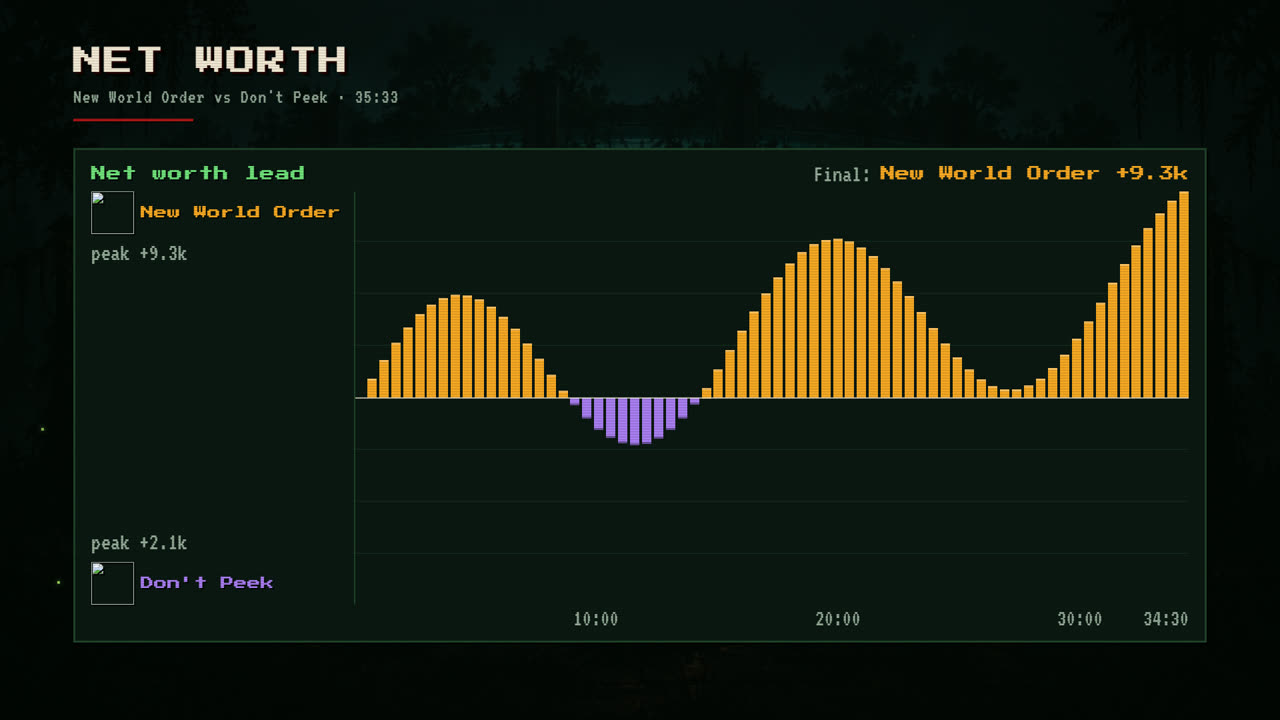 NET WORTH
New World Order vs Don't Peek · 35:33
Net worth lead
Final: New World Order +9.3k
New World Order
peak +9.3k
peak +2.1k
Don't Peek
10:00 20:00 30:00 34:30